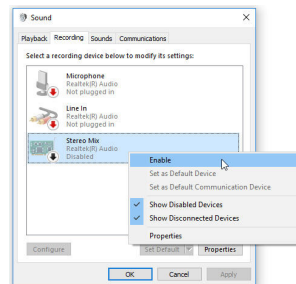 Sound
Playback Recording Sounds Communications
Select a recording device below to modify its settings:
Microphone
Realtek(R) Audio
Not plugged in
Line In
Realtek(R) Audio
Not plugged in
Stereo Mix
Realtek(R) Audio
Disabled
Enable
Set as Default Device
Set as Default Communication Device
Show Disabled Devices
Show Disconnected Devices
Properties
Configure Set Default Properties
OK Cancel Apply